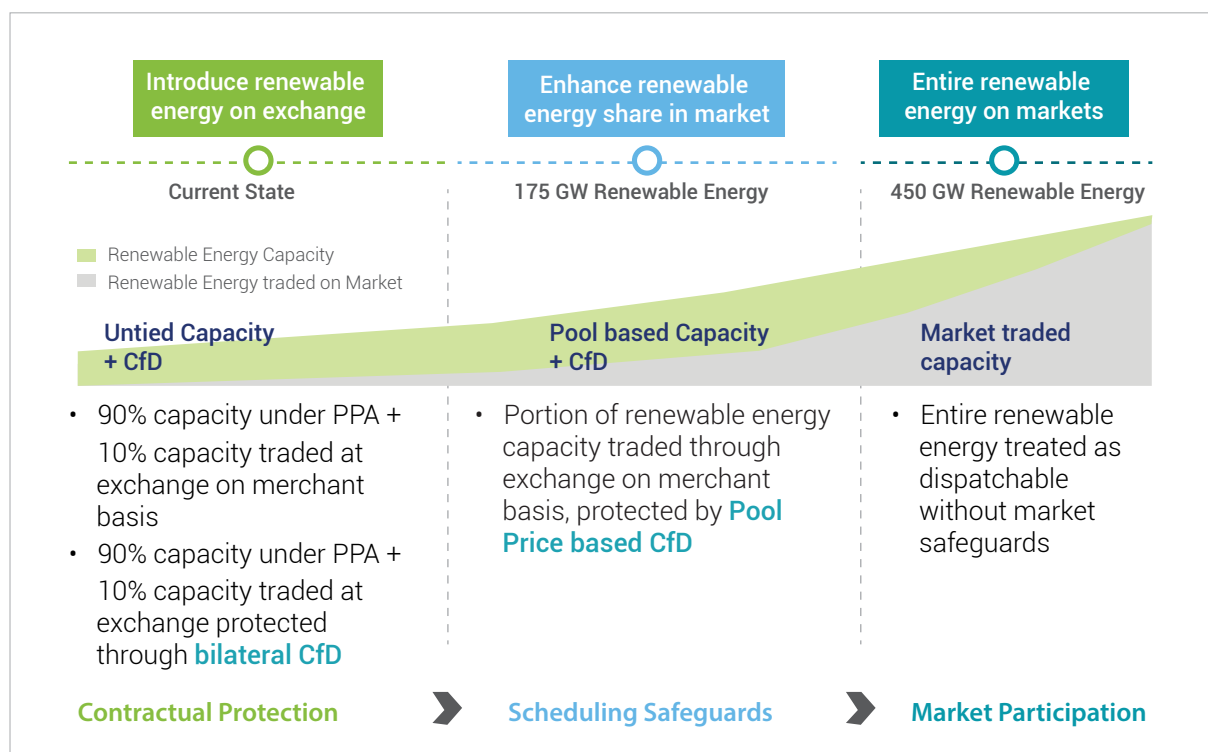 Introduce renewable
energy on exchange
Enhance renewable
energy share in market
Entire renewable
energy on markets
Current State
175 GW Renewable Energy
450 GW Renewable Energy
Renewable Energy Capacity
Renewable Energy traded on Market
Untied Capacity
+ CfD
Pool based Capacity
+ CfD
Market traded
capacity
• 90% capacity under PPA +
10% capacity traded at
exchange on merchant
basis
• 90% capacity under PPA +
10% capacity traded at
exchange protected
through bilateral CfD
• Portion of renewable energy
capacity traded through
exchange on merchant
basis, protected by Pool
Price based CfD
• Entire renewable
energy treated as
dispatchable
without market
safeguards
Contractual Protection
Scheduling Safeguards
Market Participation